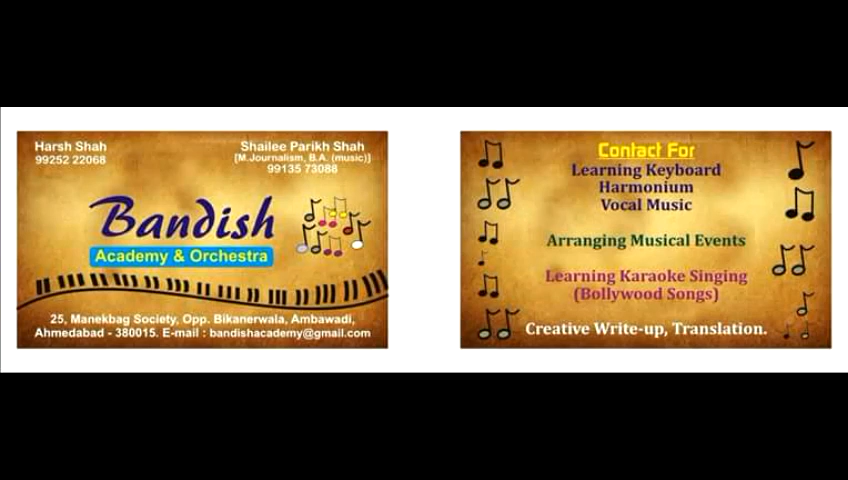 Harsh Shah
99252 22068
Shailee Parikh Shah
[M.Journalism, B.A. (music)]
99135 73088
Bandish
Academy & Orchestra
25, Manekbag Society, Opp. Bikanerwala, Ambawadi,
Ahmedabad - 380015. E-mail : bandishacademy@gmail.com
Contact For
Learning Keyboard
Harmonium
Vocal Music
Arranging Musical Events
Learning Karaoke Singing
(Bollywood Songs)
Creative Write-up, Translation.